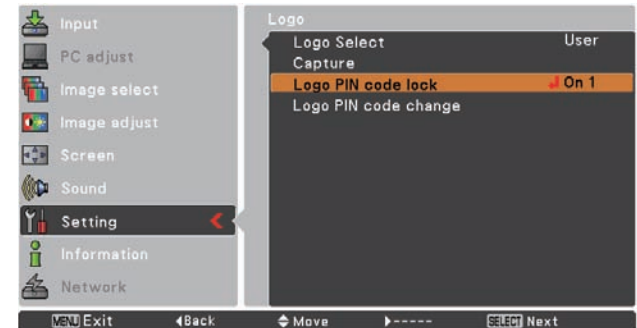 Input
PC adjust
Image select
Image adjust
Screen
Sound
Setting
Information
Network
Logo
Logo Select User
Capture
Logo PIN code lock On 1
Logo PIN code change
MENU Exit ◀Back Move ▶----- SELECT Next